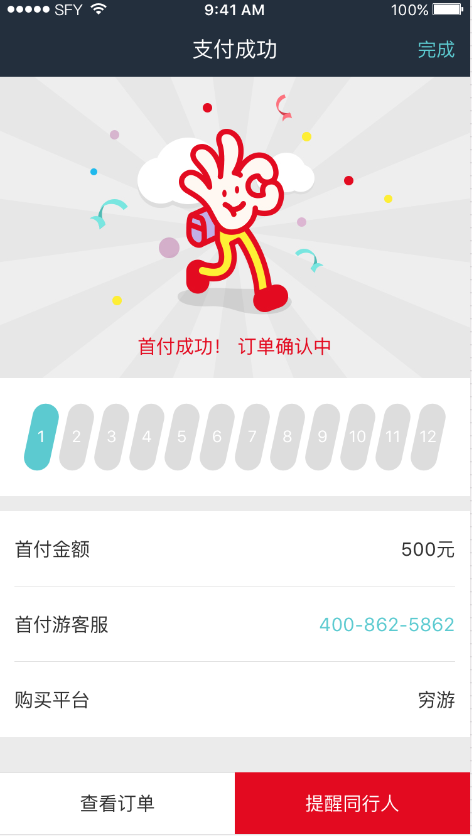 SFY 9:41 AM 100%
支付成功 完成
首付成功！ 订单确认中
1 2 3 4 5 6 7 8 9 10 11 12
首付金额 500元
首付游客服 400-862-5862
购买平台 穷游
查看订单 提醒同行人